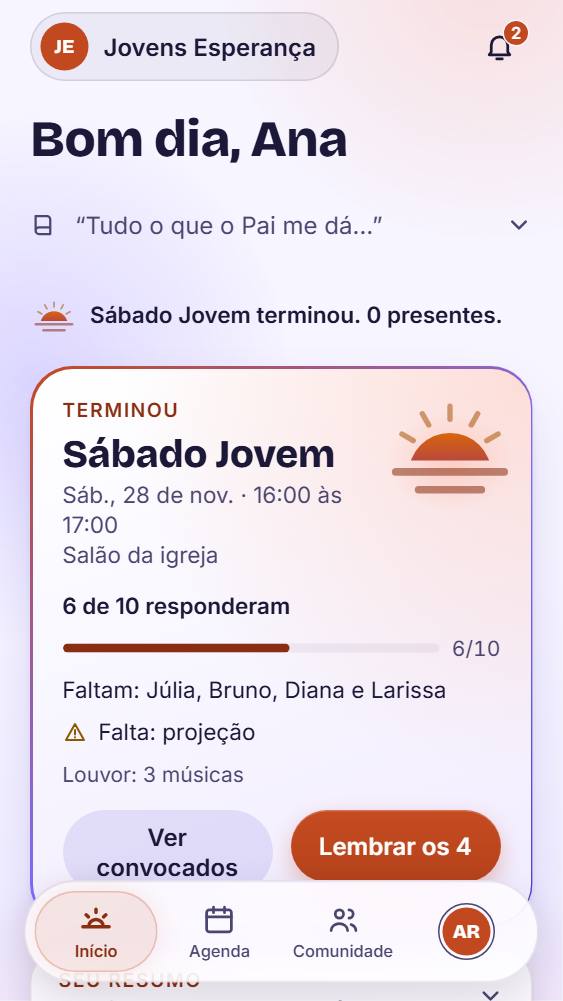 JE
Jovens Esperança
2
Bom dia, Ana
“Tudo o que o Pai me dá...”
Sábado Jovem terminou. 0 presentes.
TERMINOU
Sábado Jovem
Sáb., 28 de nov. · 16:00 às
17:00
Salão da igreja
6 de 10 responderam
6/10
Faltam: Júlia, Bruno, Diana e Larissa
Falta: projeção
Louvor: 3 músicas
Ver
convocados
Lembrar os 4
Início
Agenda
Comunidade
AR
SEU RESUMO